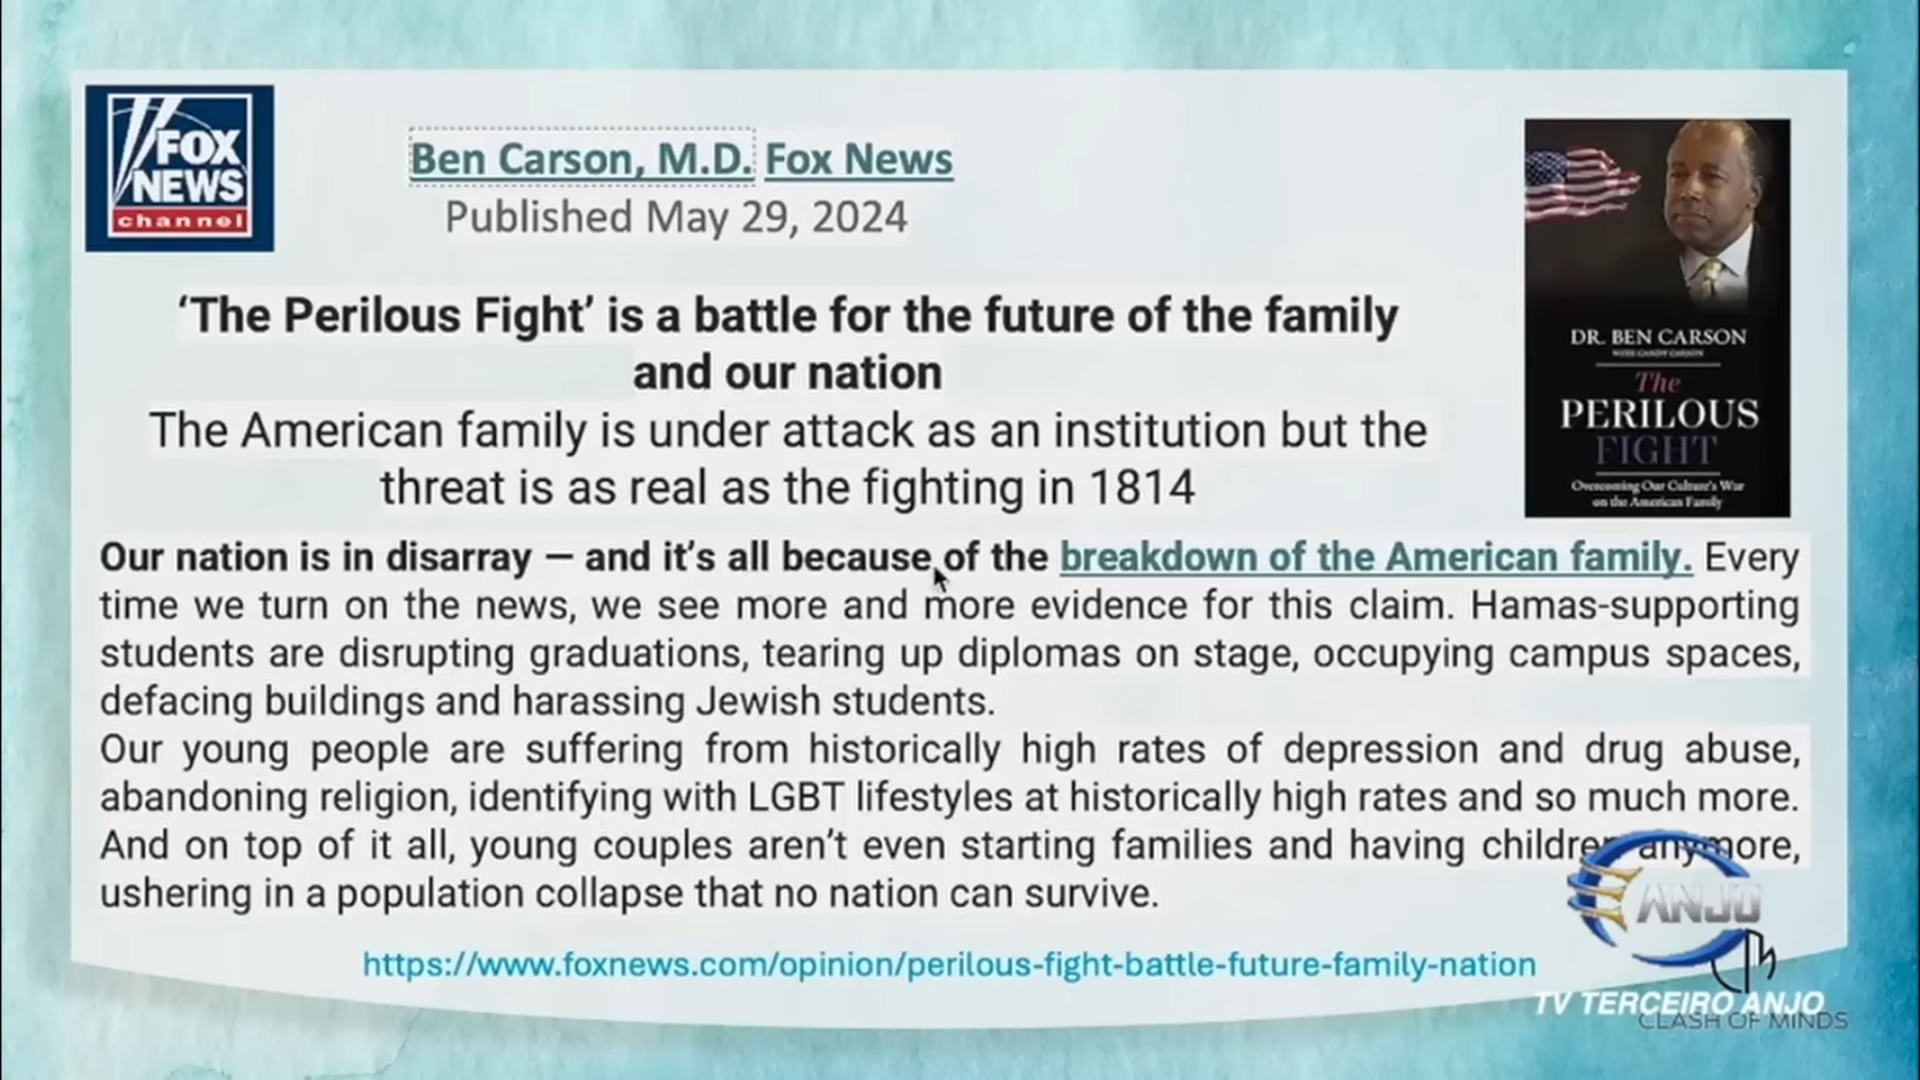 FOX
NEWS
channel
Ben Carson, M.D. Fox News
Published May 29, 2024
‘The Perilous Fight’ is a battle for the future of the family
and our nation
The American family is under attack as an institution but the
threat is as real as the fighting in 1814
DR. BEN CARSON
WITH CANDY CARSON
The
PERILOUS
FIGHT
Overcoming Our Culture's War
on the American Family
Our nation is in disarray — and it’s all because of the breakdown of the American family. Every
time we turn on the news, we see more and more evidence for this claim. Hamas-supporting
students are disrupting graduations, tearing up diplomas on stage, occupying campus spaces,
defacing buildings and harassing Jewish students.
Our young people are suffering from historically high rates of depression and drug abuse,
abandoning religion, identifying with LGBT lifestyles at historically high rates and so much more.
And on top of it all, young couples aren’t even starting families and having children anymore,
ushering in a population collapse that no nation can survive.
https://www.foxnews.com/opinion/perilous-fight-battle-future-family-nation
ANJO
TV TERCEIRO ANJO
CLASH OF MINDS